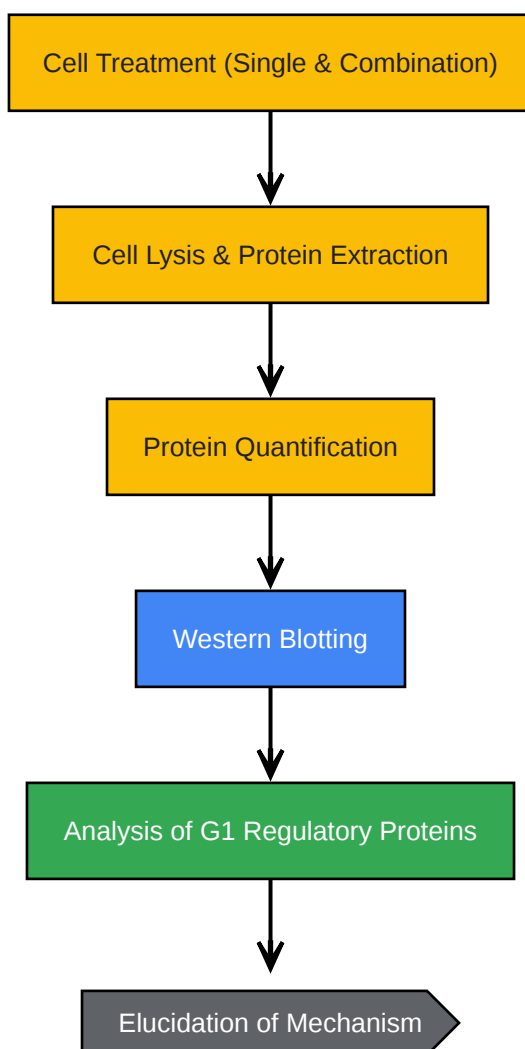 Cell Treatment (Single & Combination)
Cell Lysis & Protein Extraction
Protein Quantification
Western Blotting
Analysis of G1 Regulatory Proteins
Elucidation of Mechanism